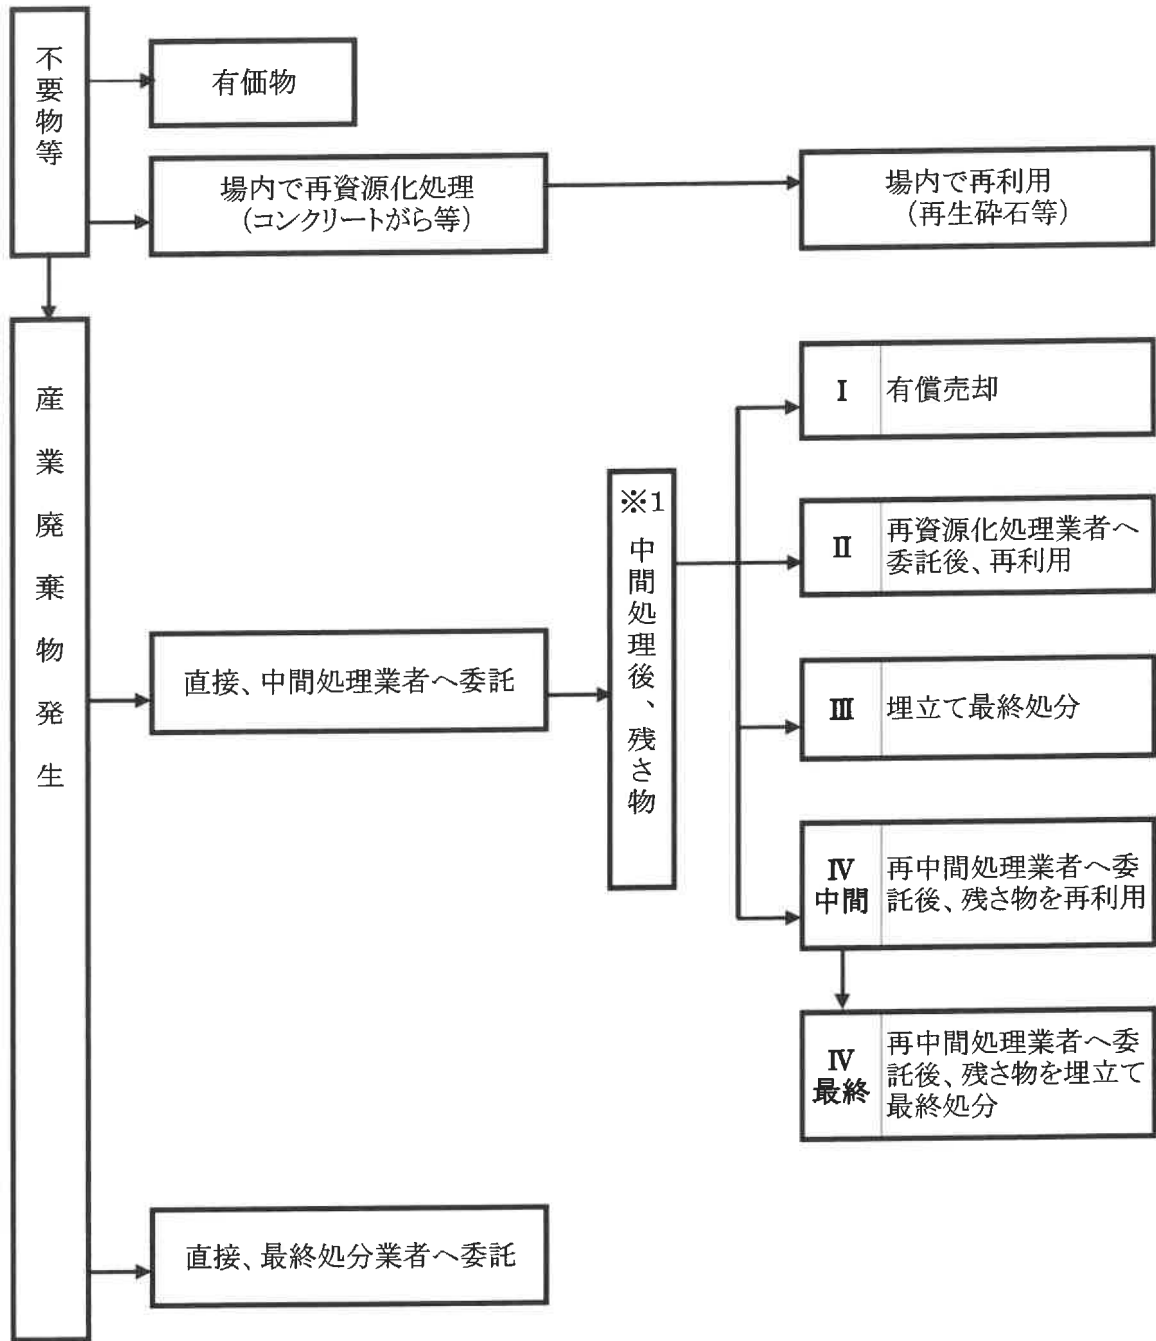 不要物等
有価物
場内で再資源化処理
(コンクリートがら等)
場内で再利用
(再生砕石等)
産業廃棄物発生
I
有償売却
※1
中間処理後、残さ物
II
再資源化処理業者へ
委託後、再利用
直接、中間処理業者へ委託
III
埋立て最終処分
IV
中間
再中間処理業者へ委
託後、残さ物を再利用
IV
最終
再中間処理業者へ委
託後、残さ物を埋立て
最終処分
直接、最終処分業者へ委託